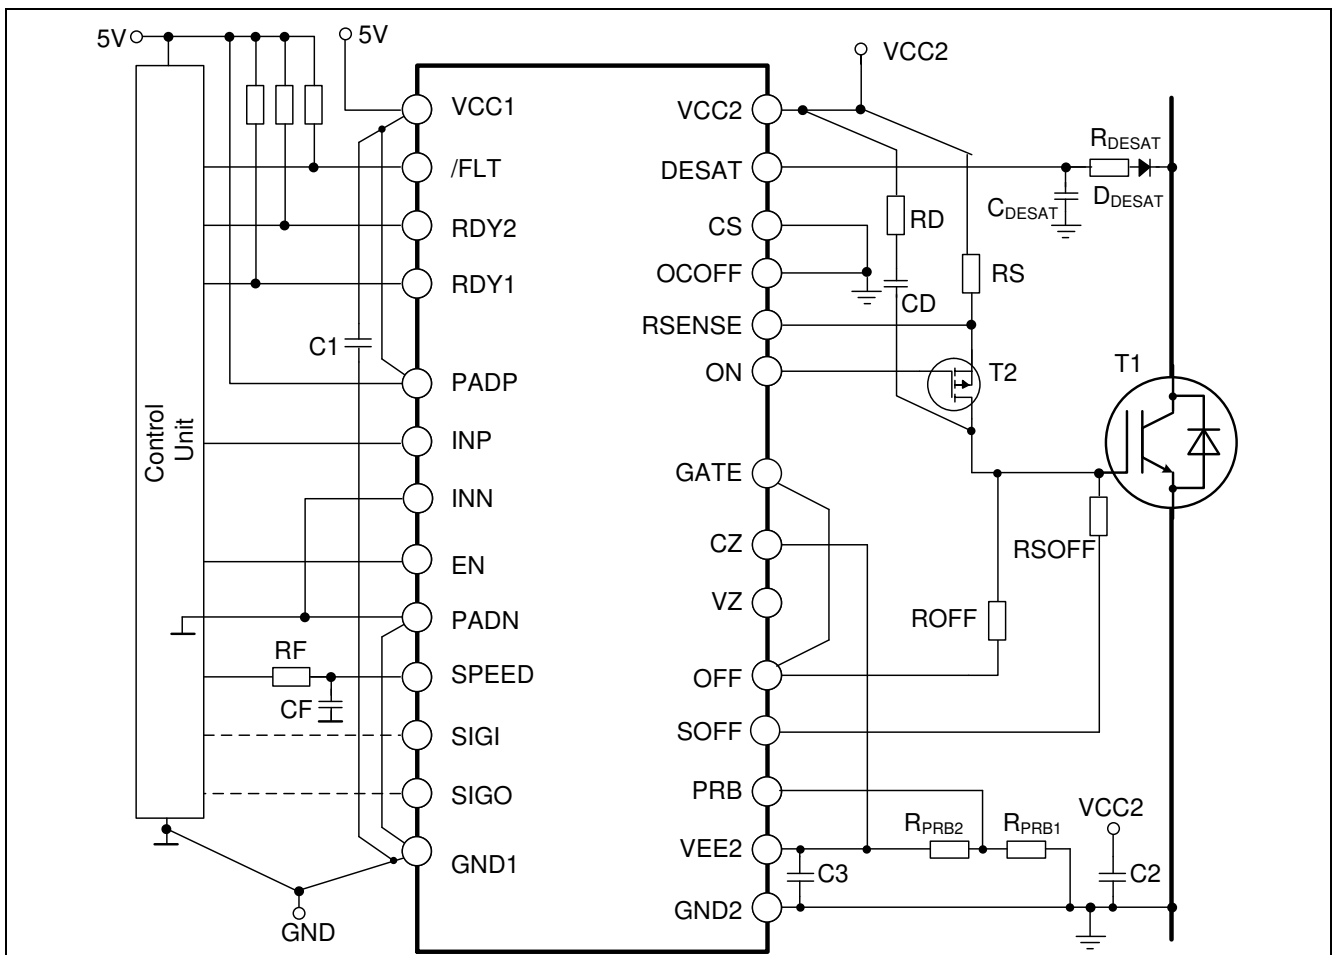 5V
5V
VCC2
VCC1
/FLT
RDY2
RDY1
C1
PADP
INP
INN
EN
PADN
RF
SPEED
CF
SIGI
SIGO
GND1
GND
Control
Unit
VCC2
DESAT
CS
OCOFF
RSENSE
ON
GATE
CZ
VZ
OFF
SOFF
PRB
VEE2
GND2
RDESAT
CDESAT
DDESAT
RD
RS
CD
T2
T1
RSOFF
ROFF
RPRB2
RPRB1
VCC2
C3
C2